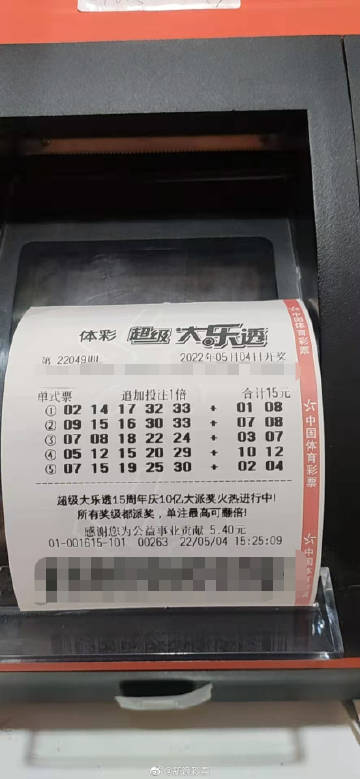 体彩 超级大乐透
第 22049期 2022年05月04日开奖
单式票 追加投注1倍 合计15元
① 02 14 17 32 33 + 01 08
② 09 15 16 30 33 + 07 08
③ 07 08 18 22 24 + 03 07
④ 05 12 15 20 29 + 10 12
⑤ 07 15 19 25 30 + 02 04
超级大乐透15周年庆10亿大派奖火热进行中!
所有奖级都派奖，单注最高可翻倍!
感谢您为公益事业贡献 5.40元
01-001615-101 00263 22/05/04 15:25:09
中国体育彩票
中国体育彩票
中国